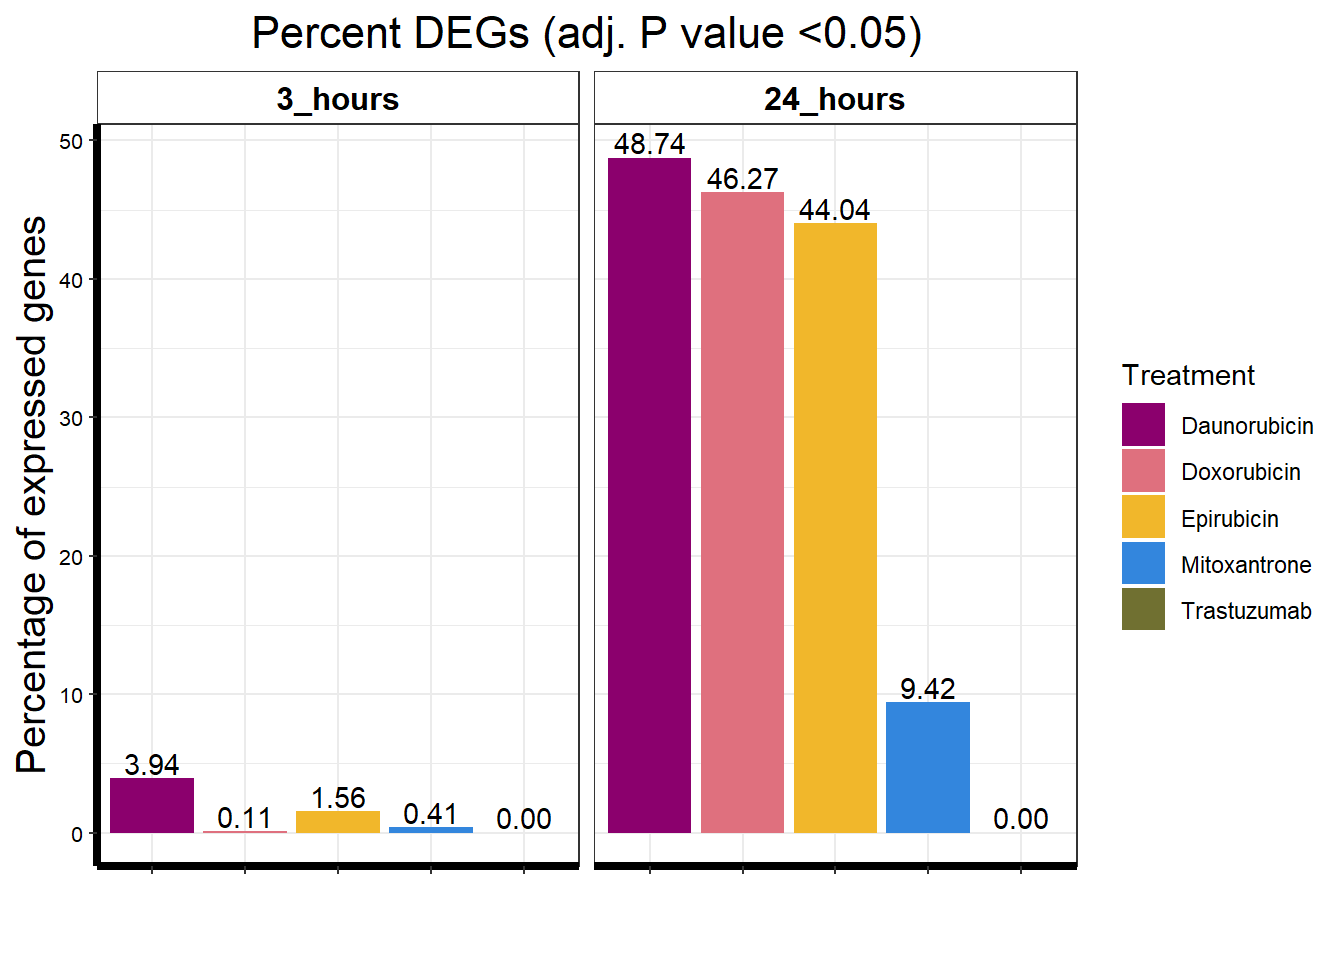 Percent DEGs (adj. P value <0.05)
3_hours
24_hours
Percentage of expressed genes
50
40
30
20
10
0
3.94
0.11
1.56
0.41
0.00
48.74
46.27
44.04
9.42
0.00
Treatment
Daunorubicin
Doxorubicin
Epirubicin
Mitoxantrone
Trastuzumab